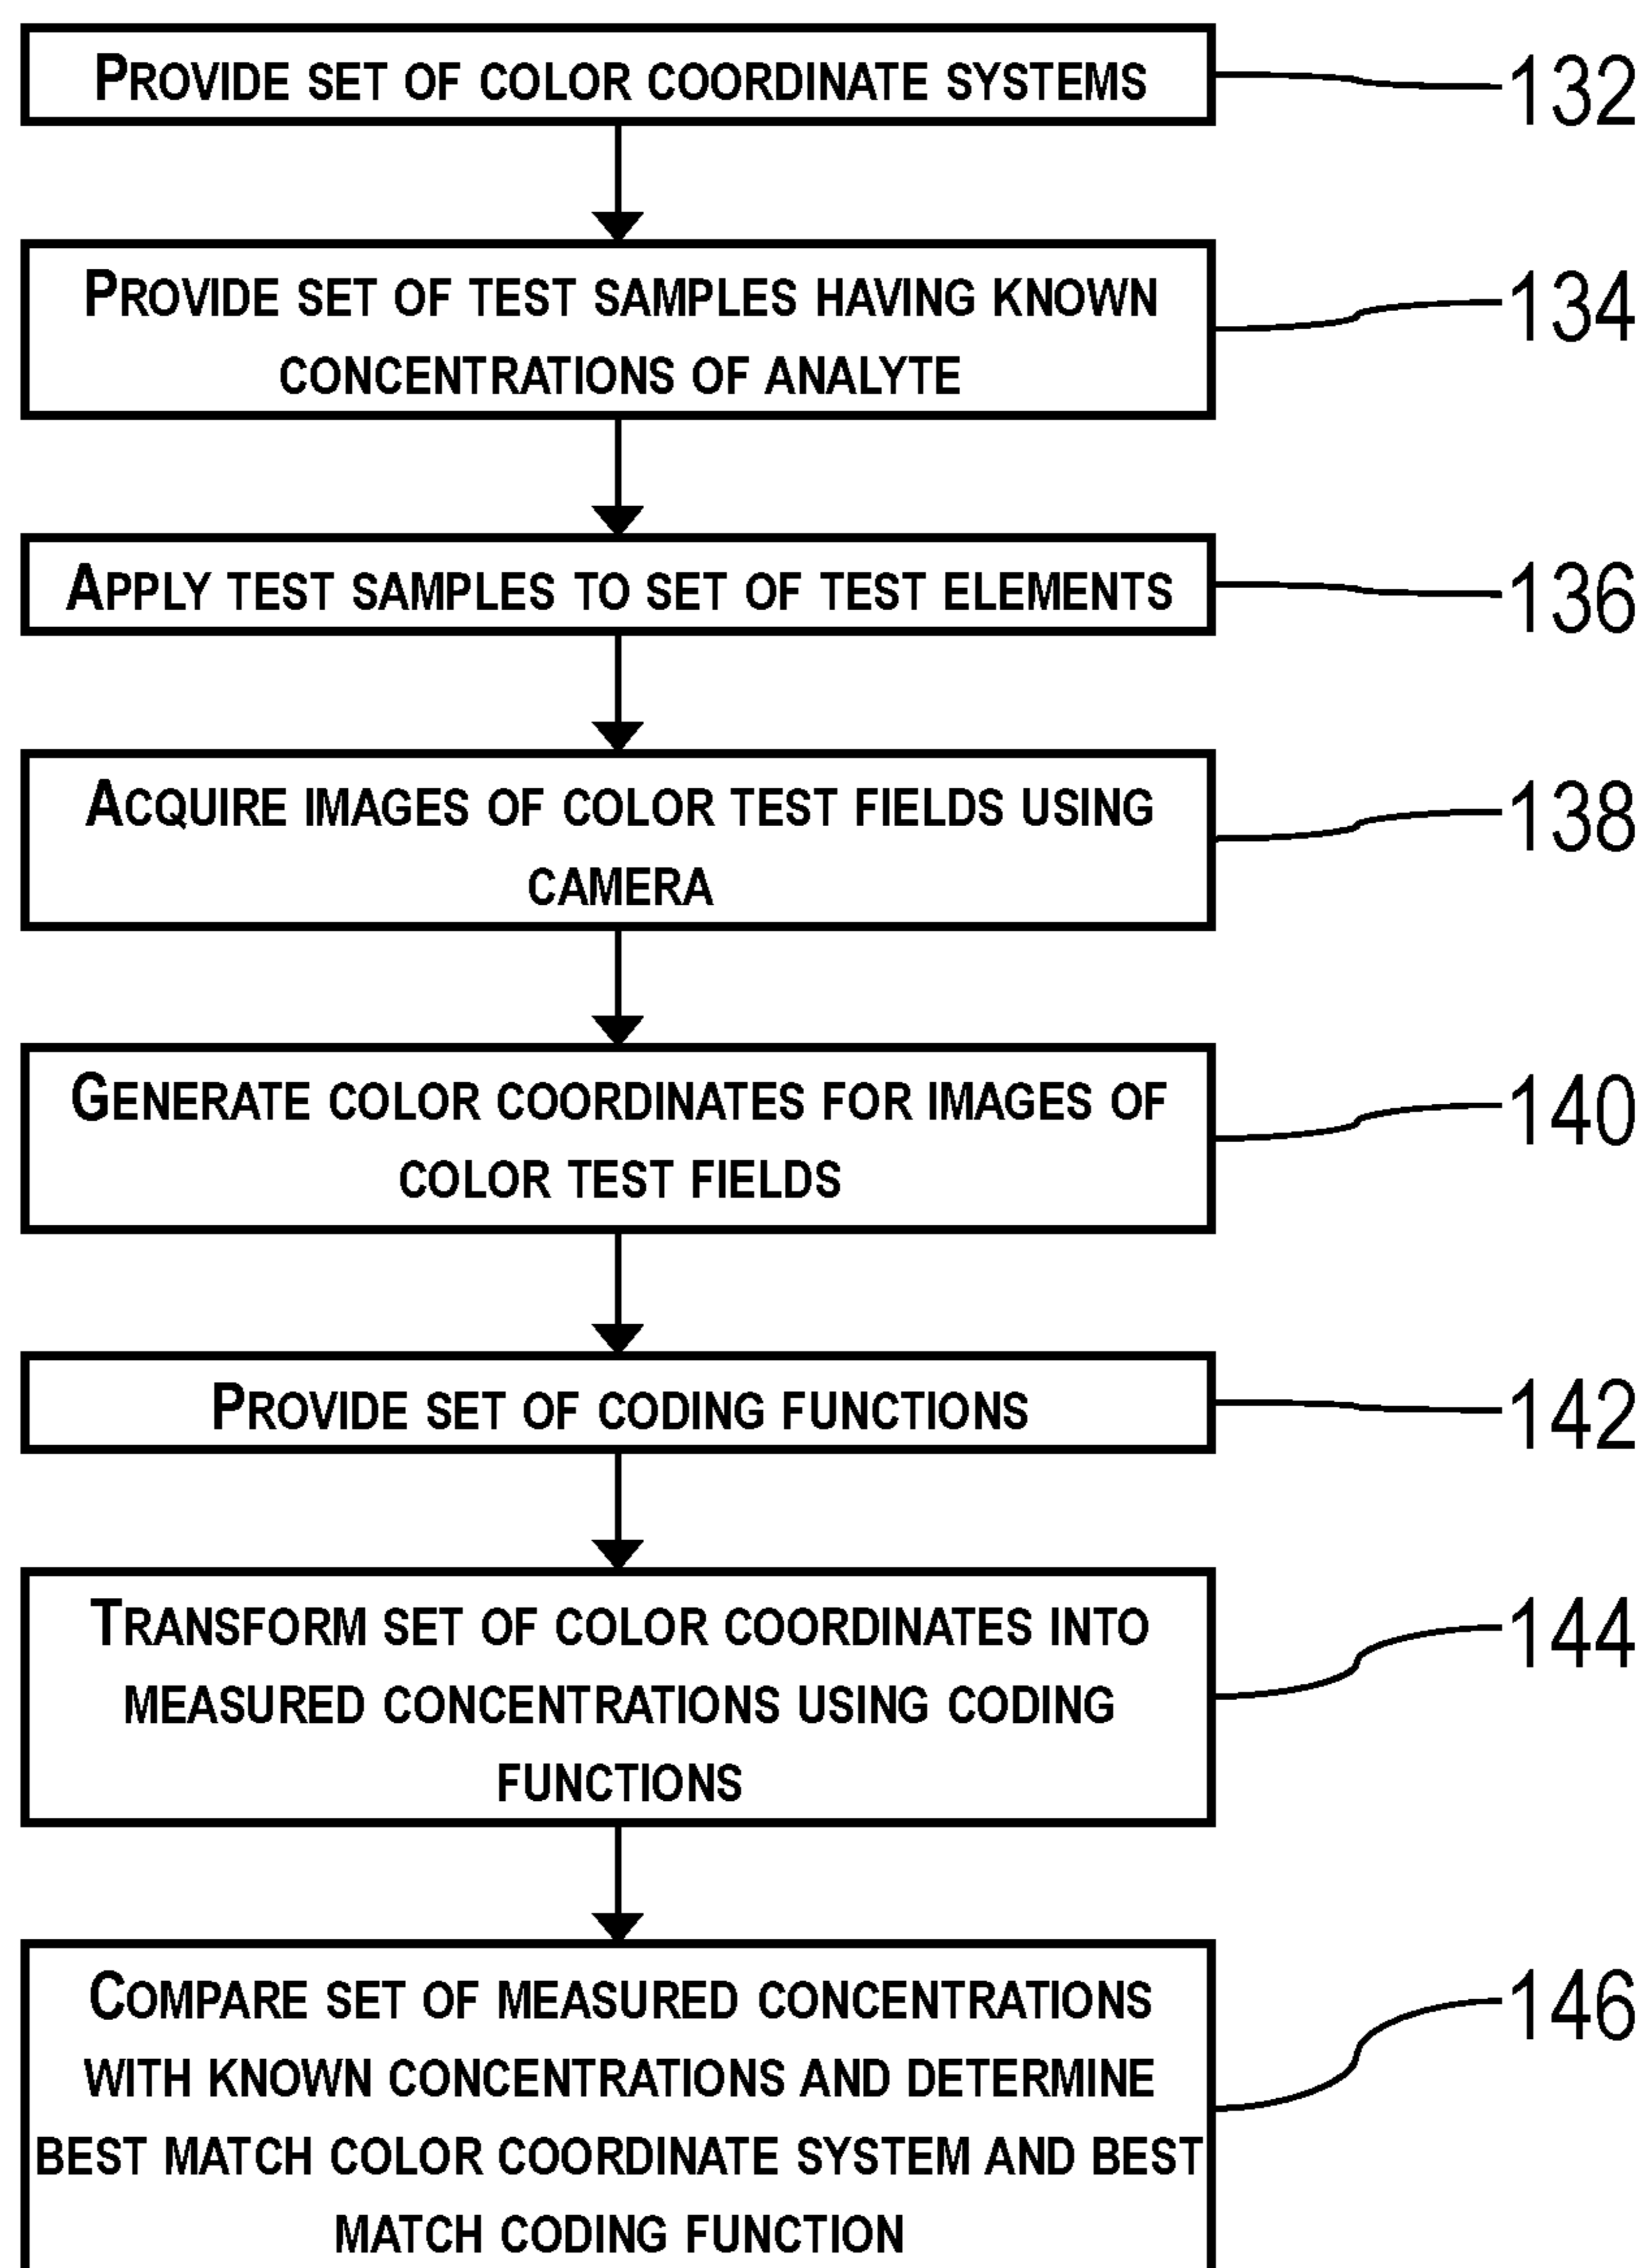 PROVIDE SET OF COLOR COORDINATE SYSTEMS
132
PROVIDE SET OF TEST SAMPLES HAVING KNOWN
CONCENTRATIONS OF ANALYTE
134
APPLY TEST SAMPLES TO SET OF TEST ELEMENTS
136
ACQUIRE IMAGES OF COLOR TEST FIELDS USING
CAMERA
138
GENERATE COLOR COORDINATES FOR IMAGES OF
COLOR TEST FIELDS
140
PROVIDE SET OF CODING FUNCTIONS
142
TRANSFORM SET OF COLOR COORDINATES INTO
MEASURED CONCENTRATIONS USING CODING
FUNCTIONS
144
COMPARE SET OF MEASURED CONCENTRATIONS
WITH KNOWN CONCENTRATIONS AND DETERMINE
BEST MATCH COLOR COORDINATE SYSTEM AND BEST
MATCH CODING FUNCTION
146